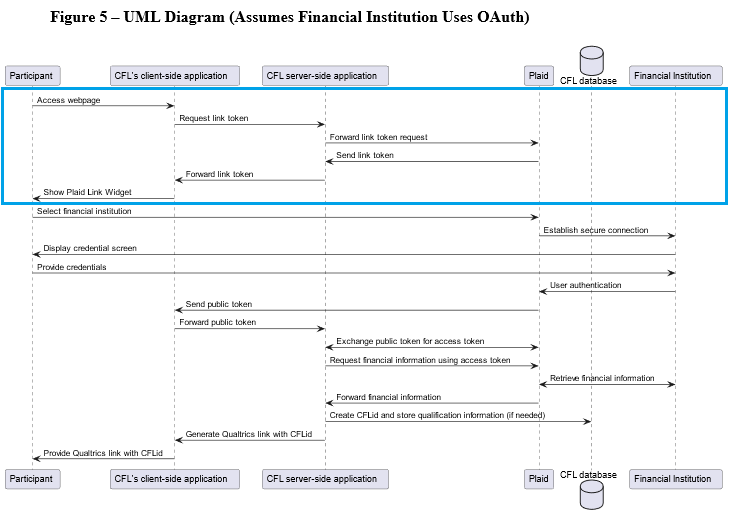 Figure 5 – UML Diagram (Assumes Financial Institution Uses OAuth)
Participant
CFL's client-side application
CFL server-side application
Plaid
CFL database
Financial Institution
Access webpage
Request link token
Forward link token request
Send link token
Forward link token
Show Plaid Link Widget
Select financial institution
Establish secure connection
Display credential screen
Provide credentials
User authentication
Send public token
Forward public token
Exchange public token for access token
Request financial information using access token
Retrieve financial information
Forward financial information
Create CFLid and store qualification information (if needed)
Generate Qualtrics link with CFLid
Provide Qualtrics link with CFLid
Participant
CFL's client-side application
CFL server-side application
Plaid
CFL database
Financial Institution